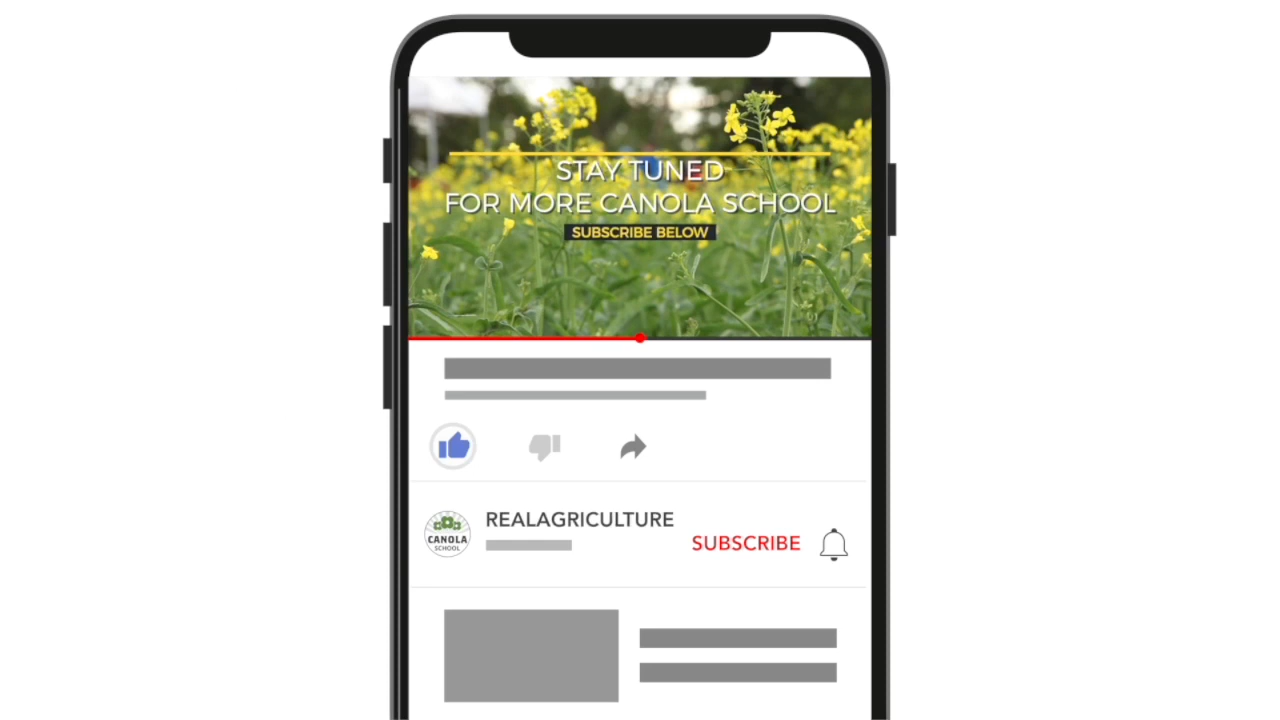 STAY TUNED
FOR MORE CANOLA SCHOOL
SUBSCRIBE BELOW
REALAGRICULTURE
CANOLA
SCHOOL
SUBSCRIBE